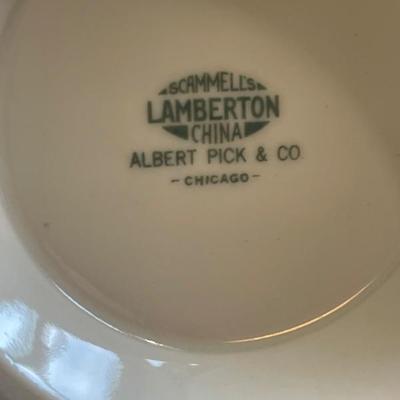 SCAMMELL'S
LAMBERTON
CHINA
ALBERT PICK & CO
- CHICAGO -